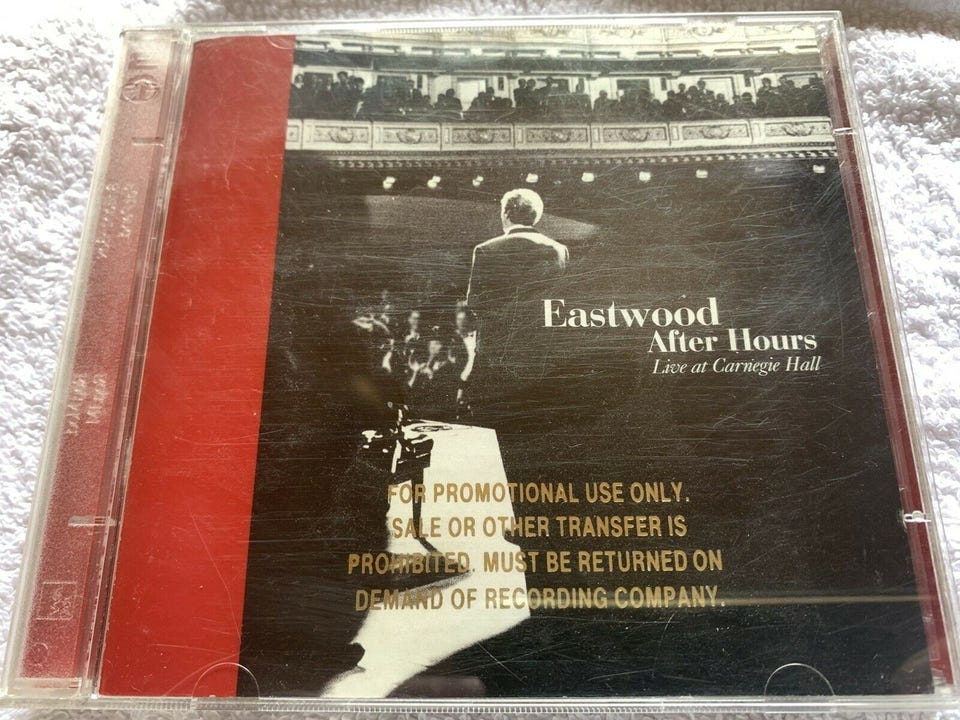 Eastwood
After Hours
Live at Carnegie Hall
FOR PROMOTIONAL USE ONLY.
SALE OR OTHER TRANSFER IS
PROHIBITED. MUST BE RETURNED ON
DEMAND OF RECORDING COMPANY.